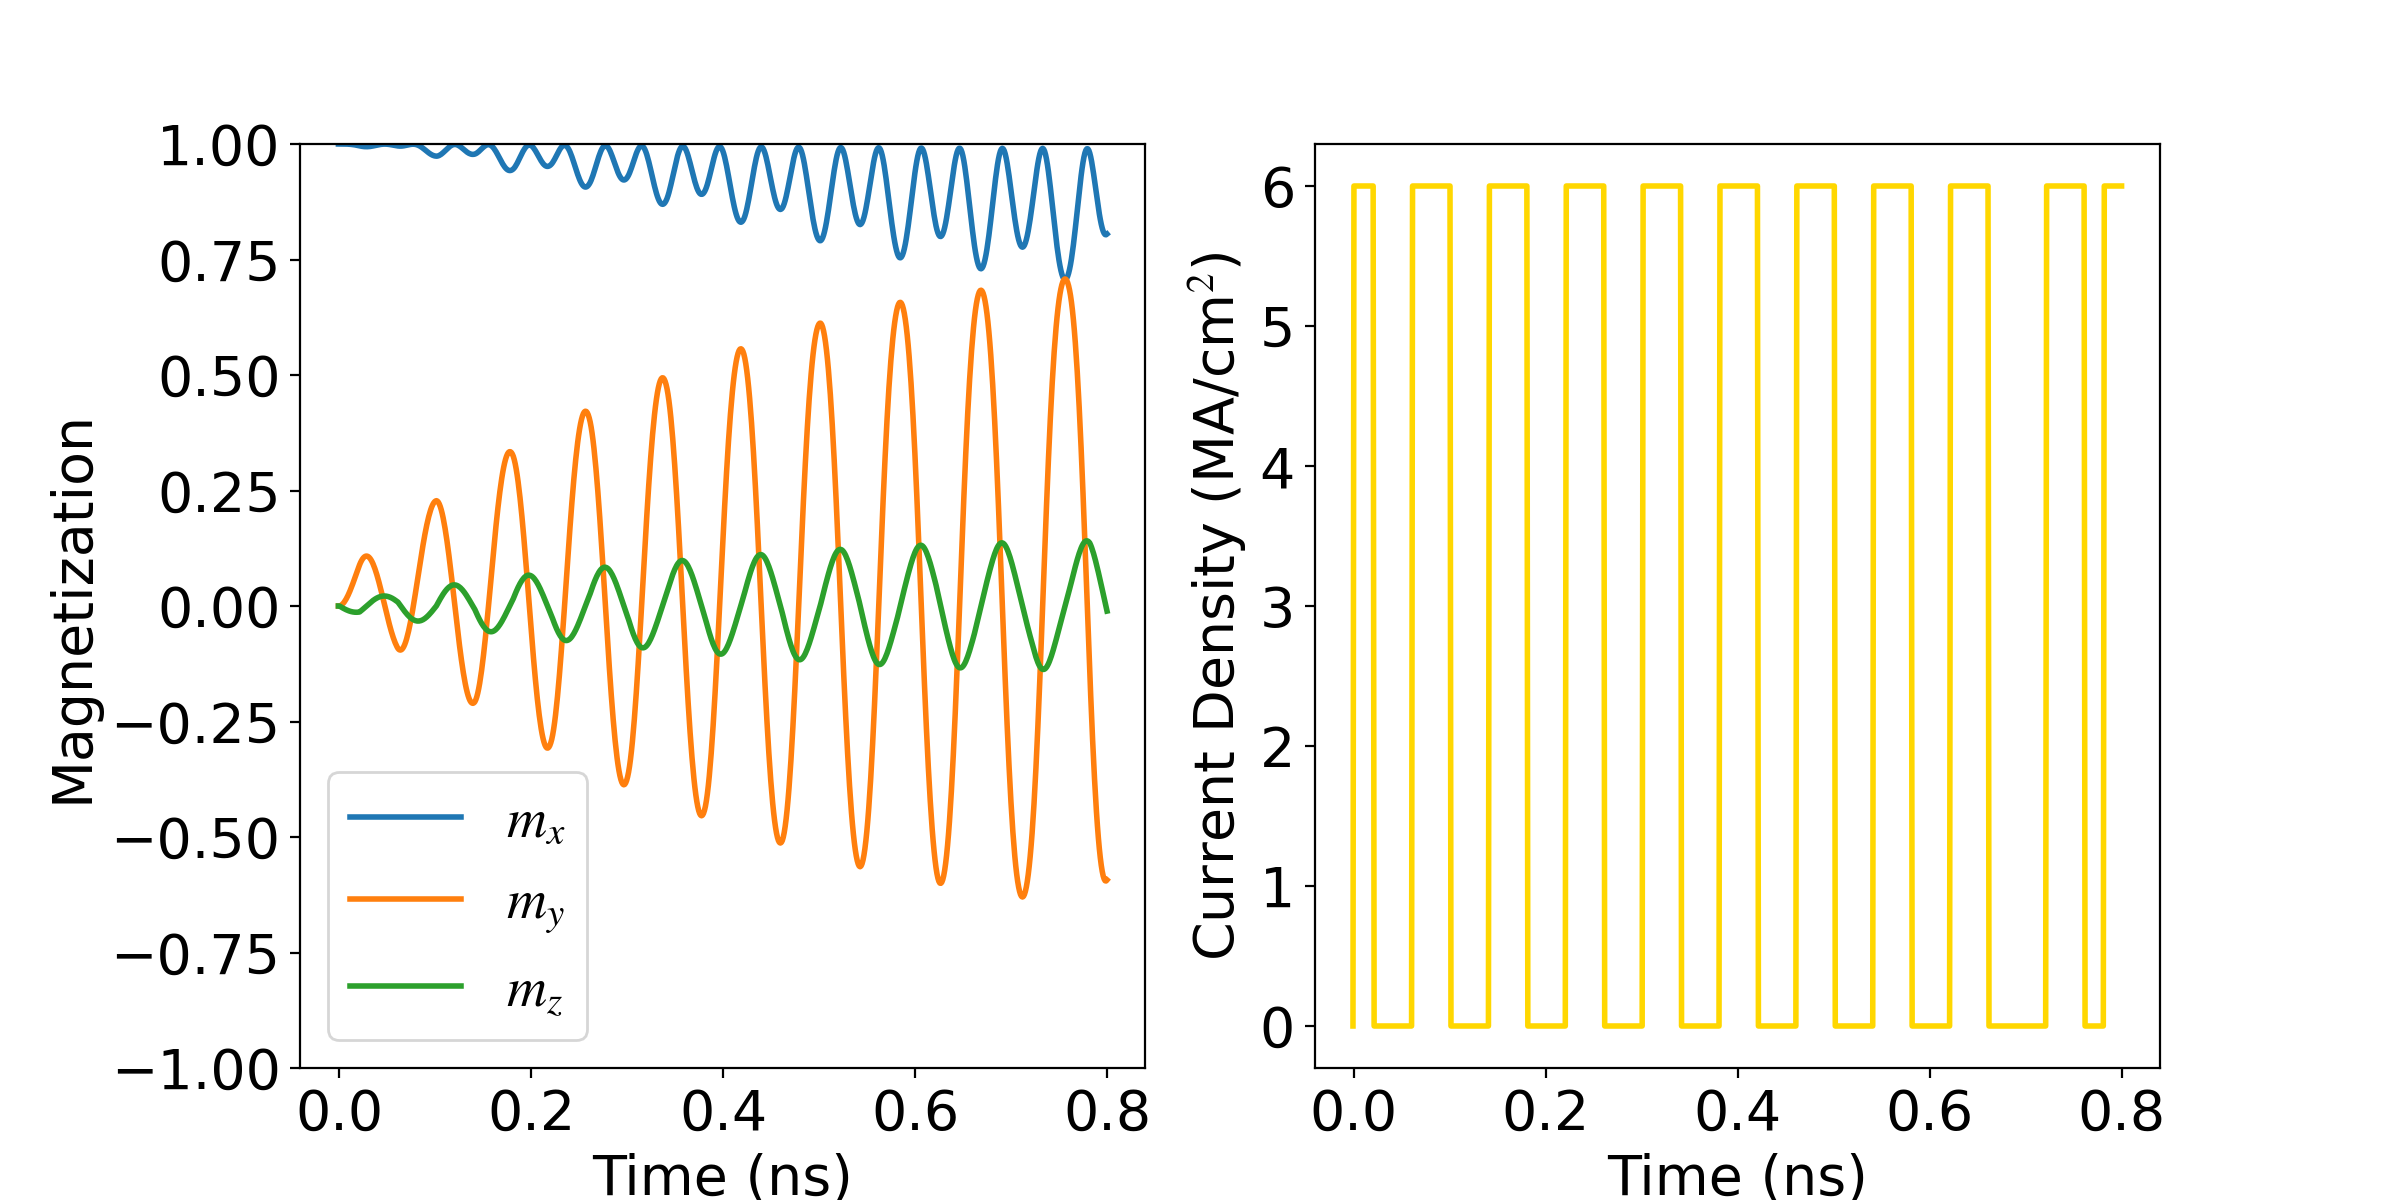 1.00
0.75
0.50
0.25
0.00
−0.25
−0.50
−0.75
−1.00
Magnetization
m_x
m_y
m_z
0.0 0.2 0.4 0.6 0.8
Time (ns)
6
5
4
3
2
1
0
Current Density (MA/cm²)
0.0 0.2 0.4 0.6 0.8
Time (ns)